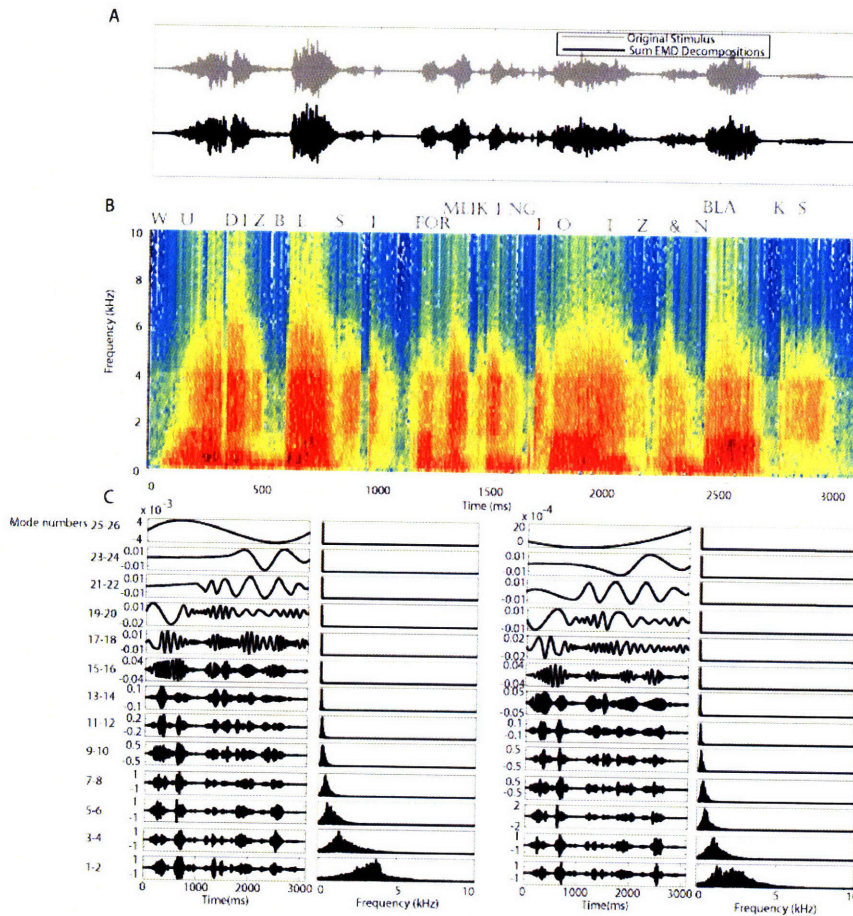 A
Original Stimulus
Sum EMD Decompositions
B
W U D I Z B L S I FOR MLIK I NG I O I Z & N BLA K S
10
8
6
4
2
0
Frequency (kHz)
0 500 1000 1500 2000 2500 3000
Time (ms)
C
x 10⁻³
x 10⁻⁴
Mode numbers 25-26 4 4 20 0
23-24 0.01 -0.01 0.01 -0.01
21-22 0.01 -0.01 0.01 -0.01
19-20 0.01 -0.02 0.01 -0.01
17-18 0.01 -0.01 0.02 -0.02
15-16 0.04 -0.04 0.04 -0.04
13-14 0.1 -0.1 0.05 -0.05
11-12 0.2 -0.2 0.1 -0.1
9-10 0.5 -0.5 0.5 -0.5
7-8 1 -1 0.5 -0.5
5-6 1 -1 2 -2
3-4 1 -1 1 -1
1-2 1 -1 1 -1
0 1000 2000 3000 0 5 10 0 1000 2000 3000 0 5 10
Time(ms) Frequency (kHz) Time(ms) Frequency (kHz)